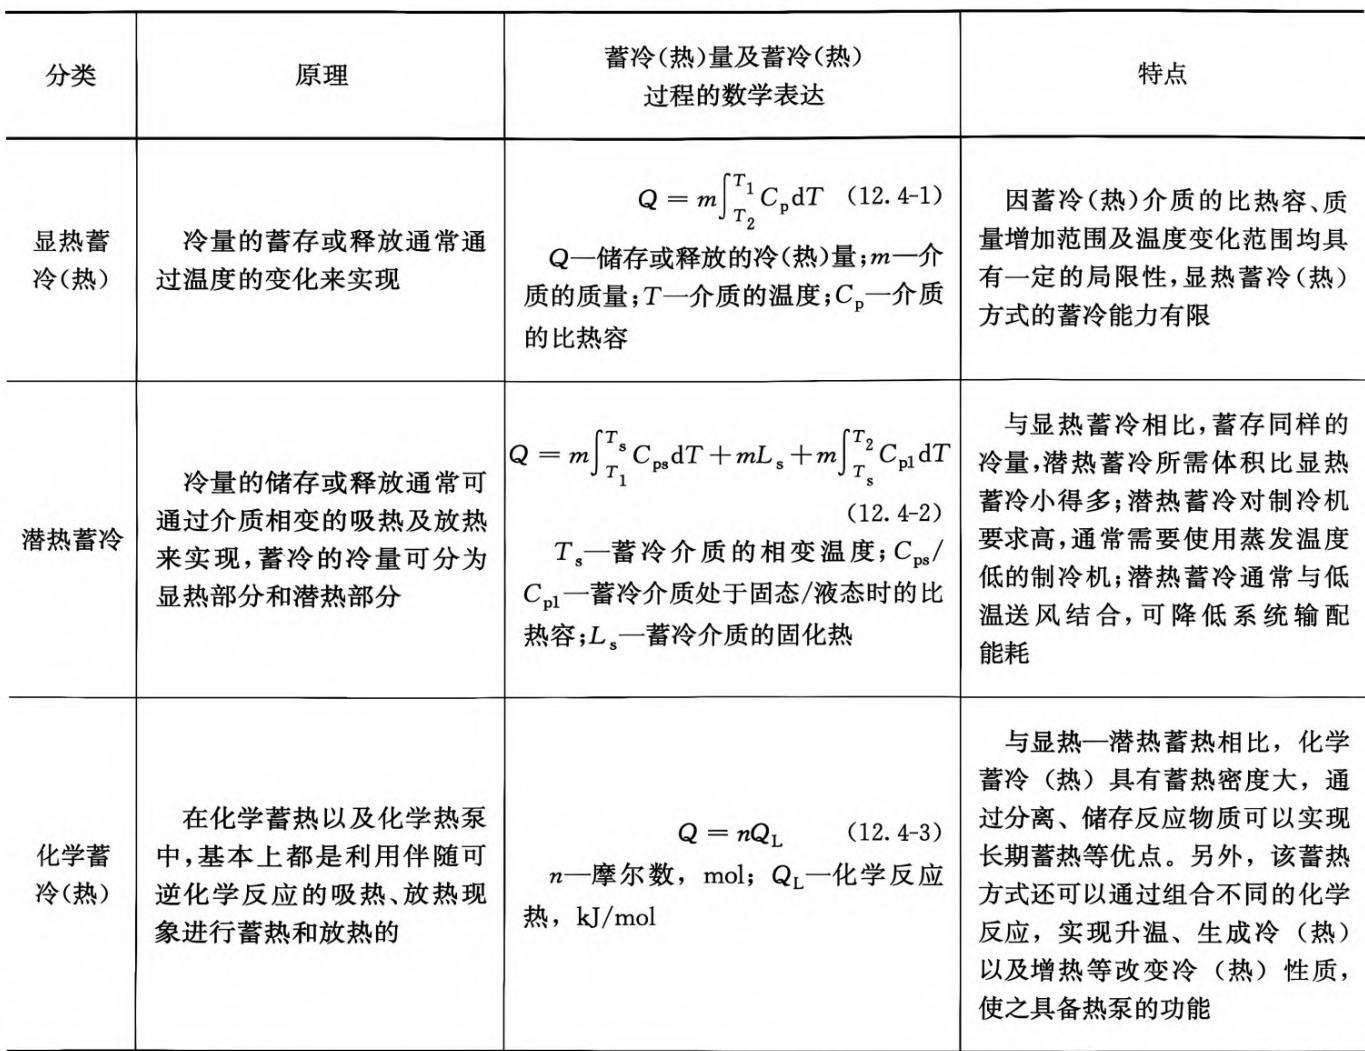 分类
原理
蓄冷(热)量及蓄冷(热)
过程的数学表达
特点
显热蓄
冷(热)
冷量的蓄存或释放通常通
过温度的变化来实现
Q = m∫_{T_2}^{T_1} C_p dT (12.4-1)
Q—储存或释放的冷(热)量;m—介
质的质量;T—介质的温度;C_p—介质
的比热容
因蓄冷(热)介质的比热容、质
量增加范围及温度变化范围均具
有一定的局限性,显热蓄冷(热)
方式的蓄冷能力有限
潜热蓄冷
冷量的储存或释放通常可
通过介质相变的吸热及放热
来实现,蓄冷的冷量可分为
显热部分和潜热部分
Q = m∫_{T_1}^{T_s} C_{ps} dT + mL_s + m∫_{T_s}^{T_2} C_{pl} dT
(12.4-2)
T_s—蓄冷介质的相变温度;C_{ps}/
C_{pl}—蓄冷介质处于固态/液态时的比
热容;L_s—蓄冷介质的固化热
与显热蓄冷相比,蓄存同样的
冷量,潜热蓄冷所需体积比显热
蓄冷小得多;潜热蓄冷对制冷机
要求高,通常需要使用蒸发温度
低的制冷机;潜热蓄冷通常与低
温送风结合,可降低系统输配
能耗
化学蓄
冷(热)
在化学蓄热以及化学热泵
中,基本上都是利用伴随可
逆化学反应的吸热、放热现
象进行蓄热和放热的
Q = nQ_L (12.4-3)
n—摩尔数，mol；Q_L—化学反应
热，kJ/mol
与显热—潜热蓄热相比，化学
蓄冷（热）具有蓄热密度大，通
过分离、储存反应物质可以实现
长期蓄热等优点。另外，该蓄热
方式还可以通过组合不同的化学
反应，实现升温、生成冷（热）
以及增热等改变冷（热）性质，
使之具备热泵的功能